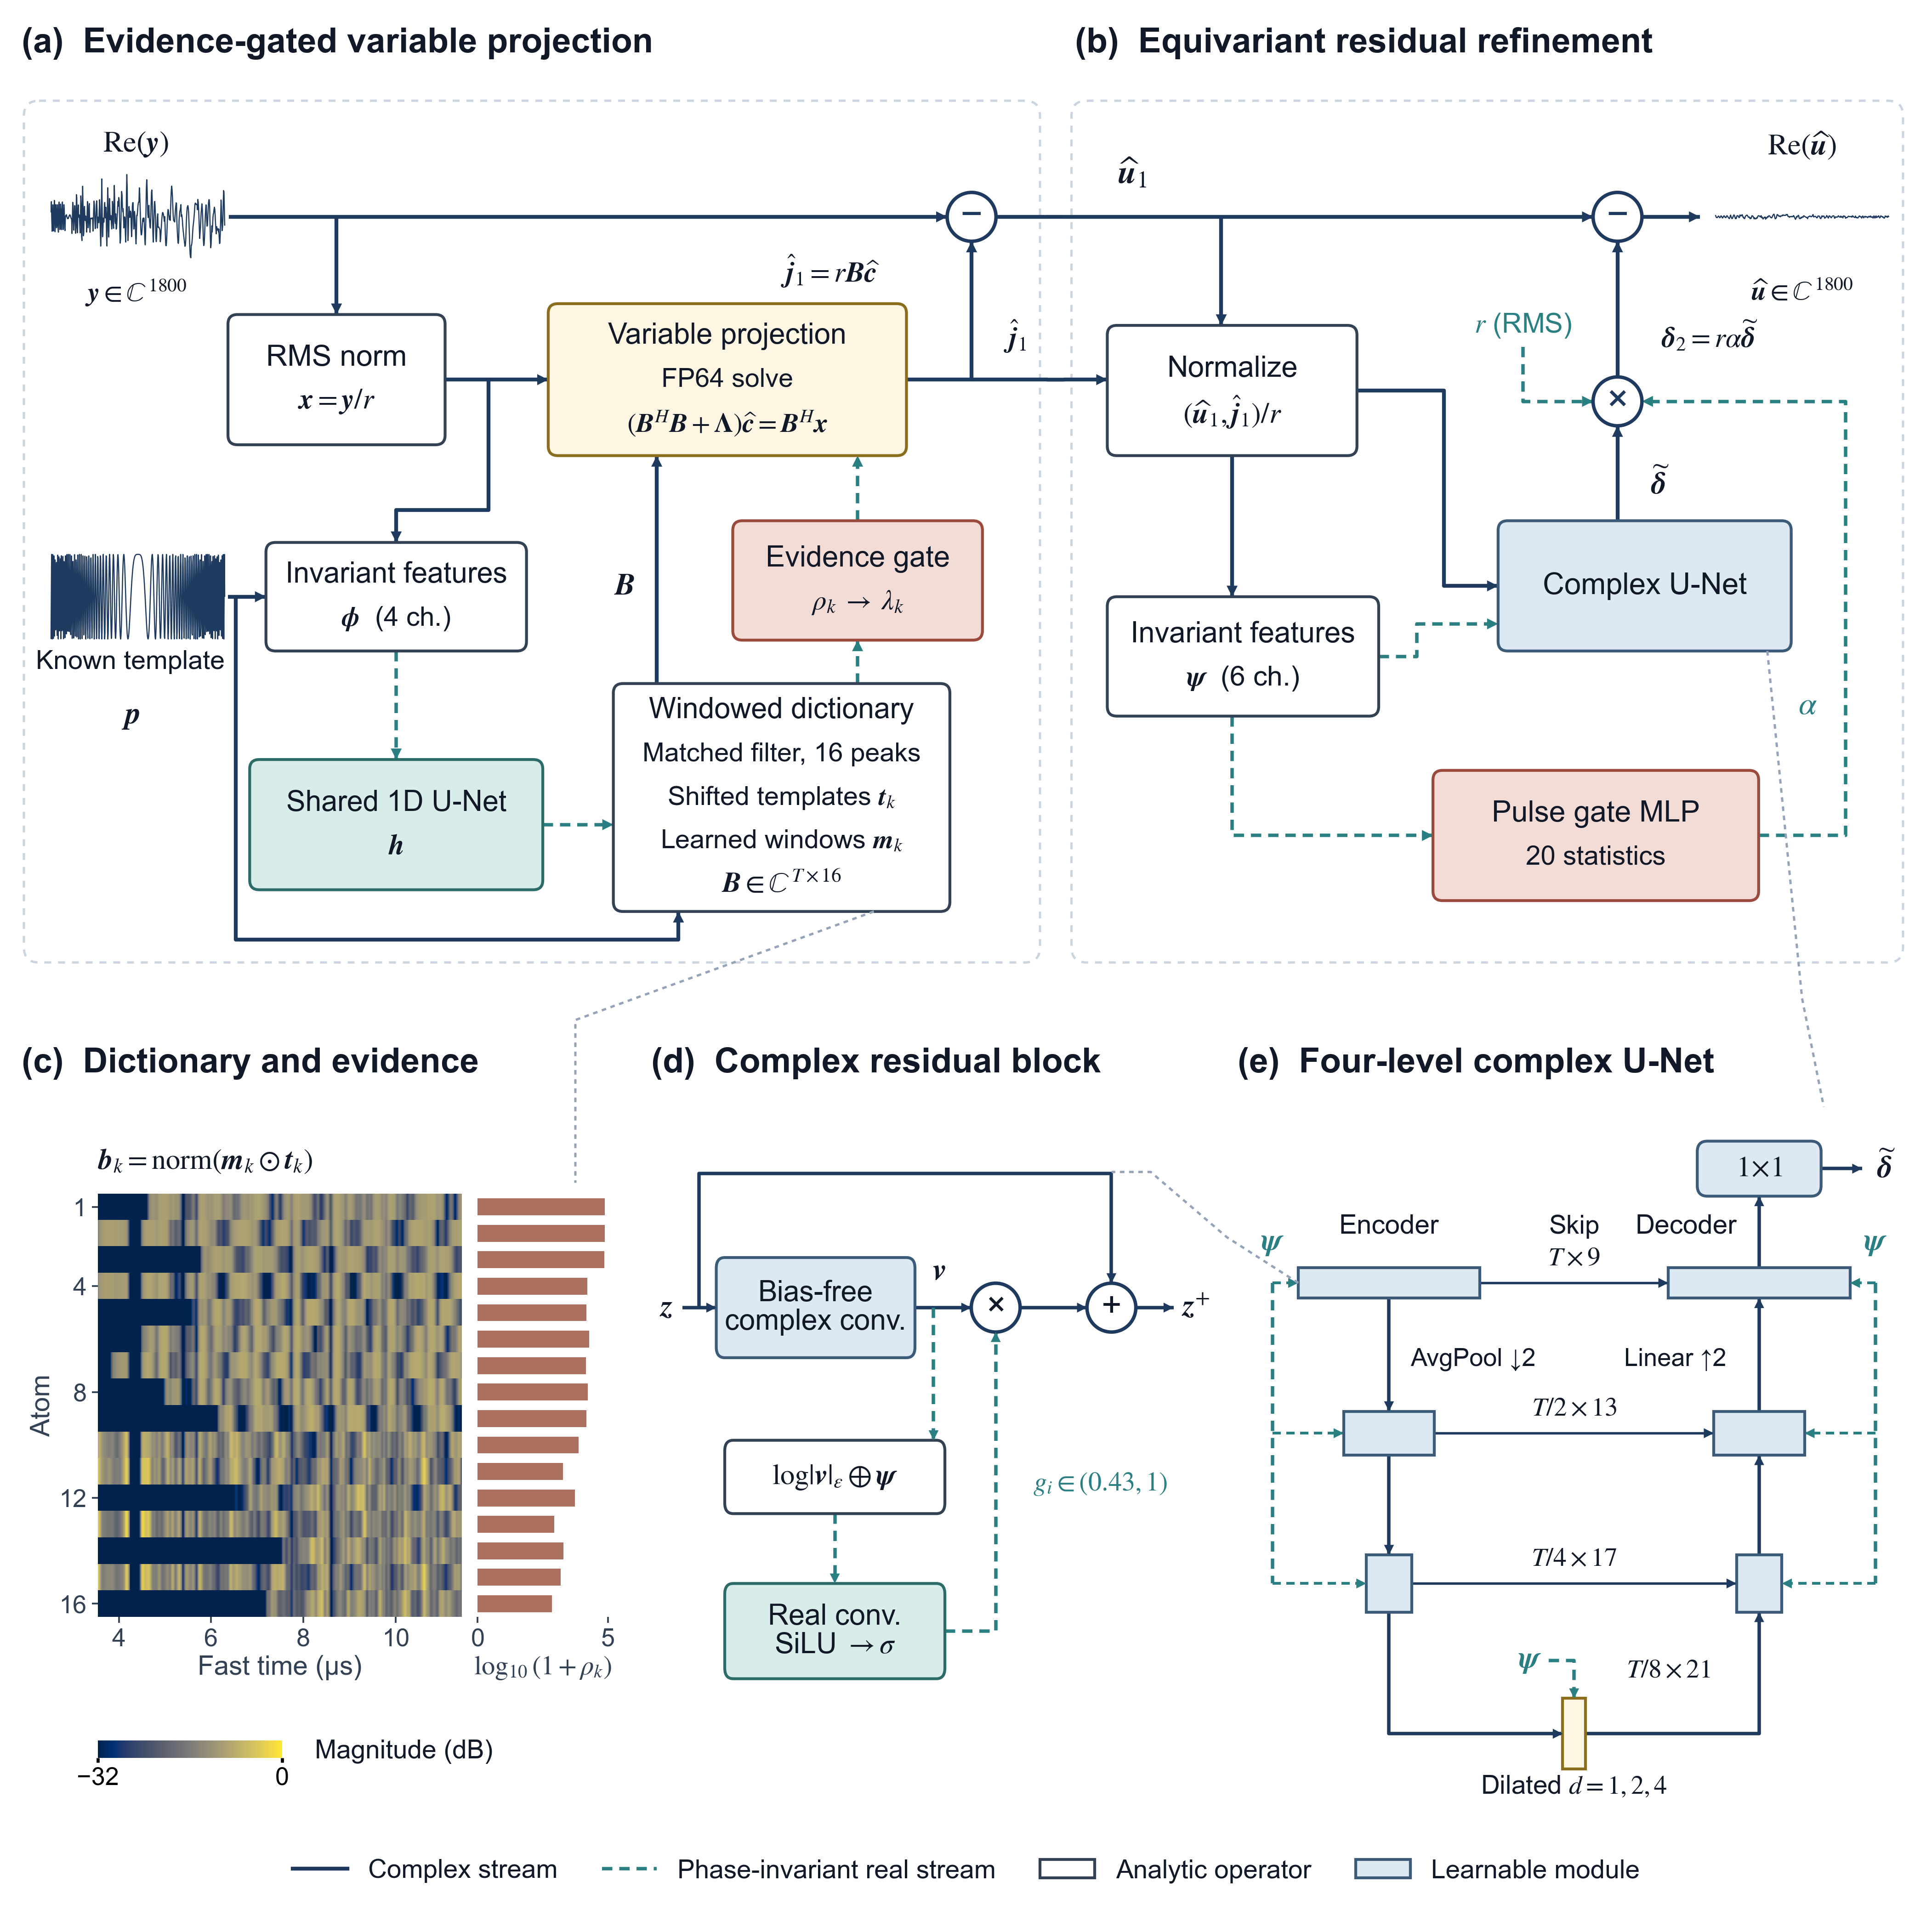 (a) Evidence-gated variable projection
Re(y)
y ∈ ℂ¹⁸⁰⁰
RMS norm
x = y/r
ĵ₁ = rBĉ
Variable projection
FP64 solve
(BᴴB + Λ)ĉ = Bᴴx
ĵ₁
Invariant features
ϕ (4 ch.)
Known template
p
B
Evidence gate
ρₖ → λₖ
Shared 1D U-Net
h
Windowed dictionary
Matched filter, 16 peaks
Shifted templates tₖ
Learned windows mₖ
B ∈ ℂ^{T×16}
(b) Equivariant residual refinement
û₁
Re(û)
û ∈ ℂ¹⁸⁰⁰
r (RMS)
δ₂ = rαδ̃
×
Normalize
(û₁,ĵ₁)/r
δ̃
Complex U-Net
Invariant features
ψ (6 ch.)
α
Pulse gate MLP
20 statistics
(c) Dictionary and evidence
bₖ = norm(mₖ ⊙ tₖ)
Atom
1
4
8
12
16
4 6 8 10
Fast time (μs)
0 5
log₁₀ (1 + ρₖ)
−32 0
Magnitude (dB)
(d) Complex residual block
z
Bias-free
complex conv.
v
×
+
z⁺
log|v|_ε ⊕ ψ
gᵢ ∈ (0.43, 1)
Real conv.
SiLU → σ
(e) Four-level complex U-Net
1×1
δ̃
Encoder
Skip
Decoder
T × 9
ψ
ψ
AvgPool ↓2
Linear ↑2
T/2 × 13
T/4 × 17
ψ
T/8 × 21
Dilated d = 1, 2, 4
Complex stream
Phase-invariant real stream
Analytic operator
Learnable module